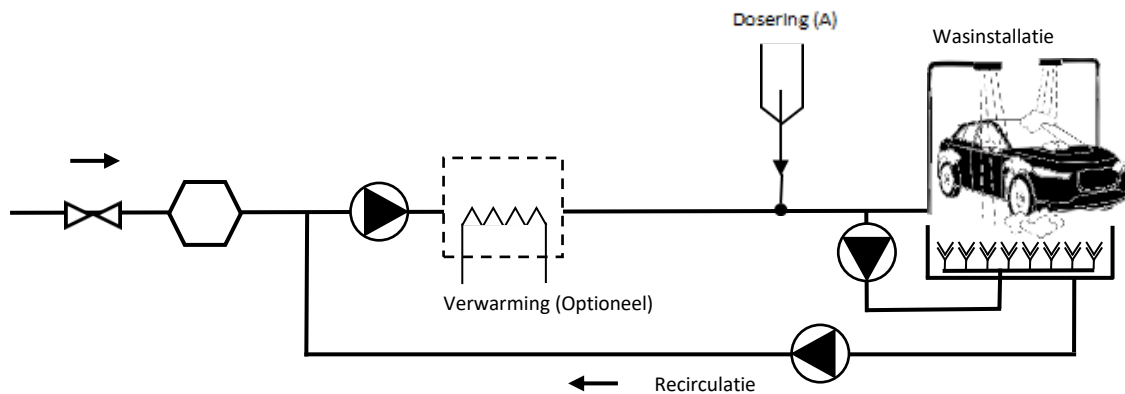 Dosering (A)
Wasinstallatie
Verwarming (Optioneel)
Recirculatie